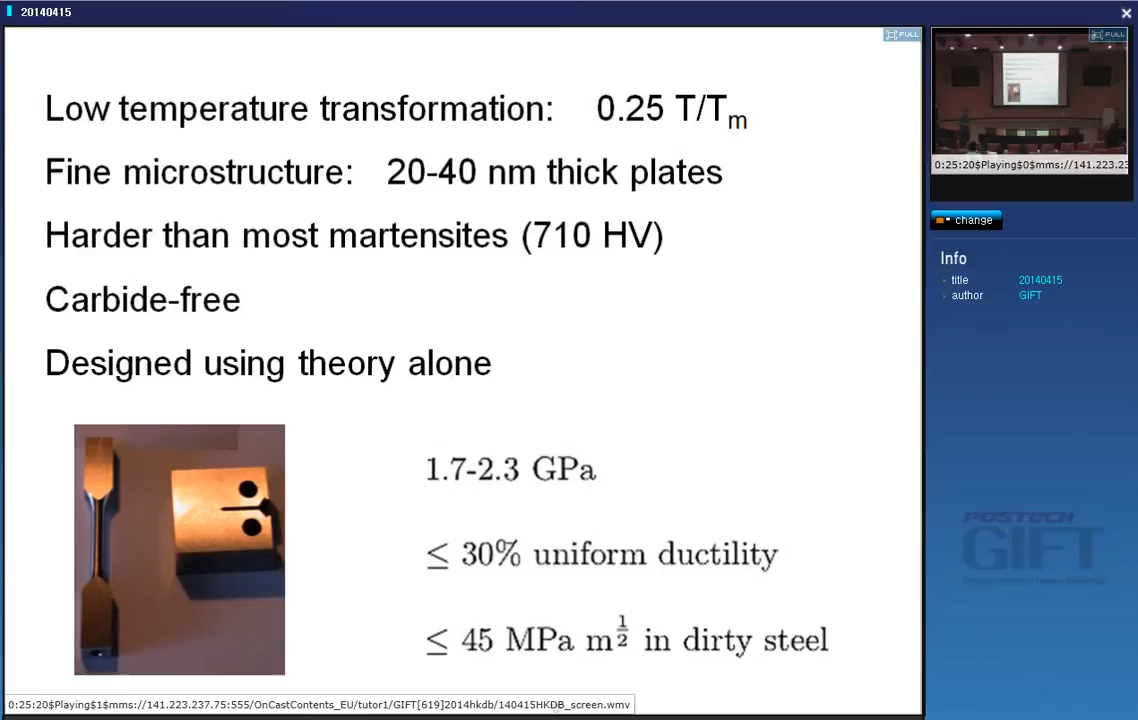 20140415
FULL
Low temperature transformation: 0.25 T/Tm
Fine microstructure: 20-40 nm thick plates
Harder than most martensites (710 HV)
Carbide-free
Designed using theory alone
1.7-2.3 GPa
≤ 30% uniform ductility
≤ 45 MPa m^1/2 in dirty steel
0:25:20$Playing$1$mms://141.223.237.75:555/OnCastContents_EU/tutor1/GIFT[619]2014hkdb/140415HKDB_screen.wmv
FULL
0:25:20$Playing$0$mms://141.223.23
change
Info
title 20140415
author GIFT
POSTECH
GIFT